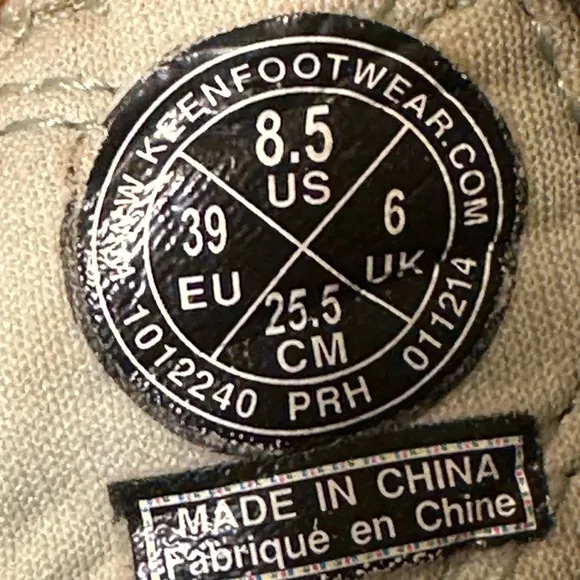 WWW.KEENFOOTWEAR.COM
8.5
US
39
EU
6
UK
25.5
CM
1012240 PRH 011214
MADE IN CHINA
Fabriqué en Chine